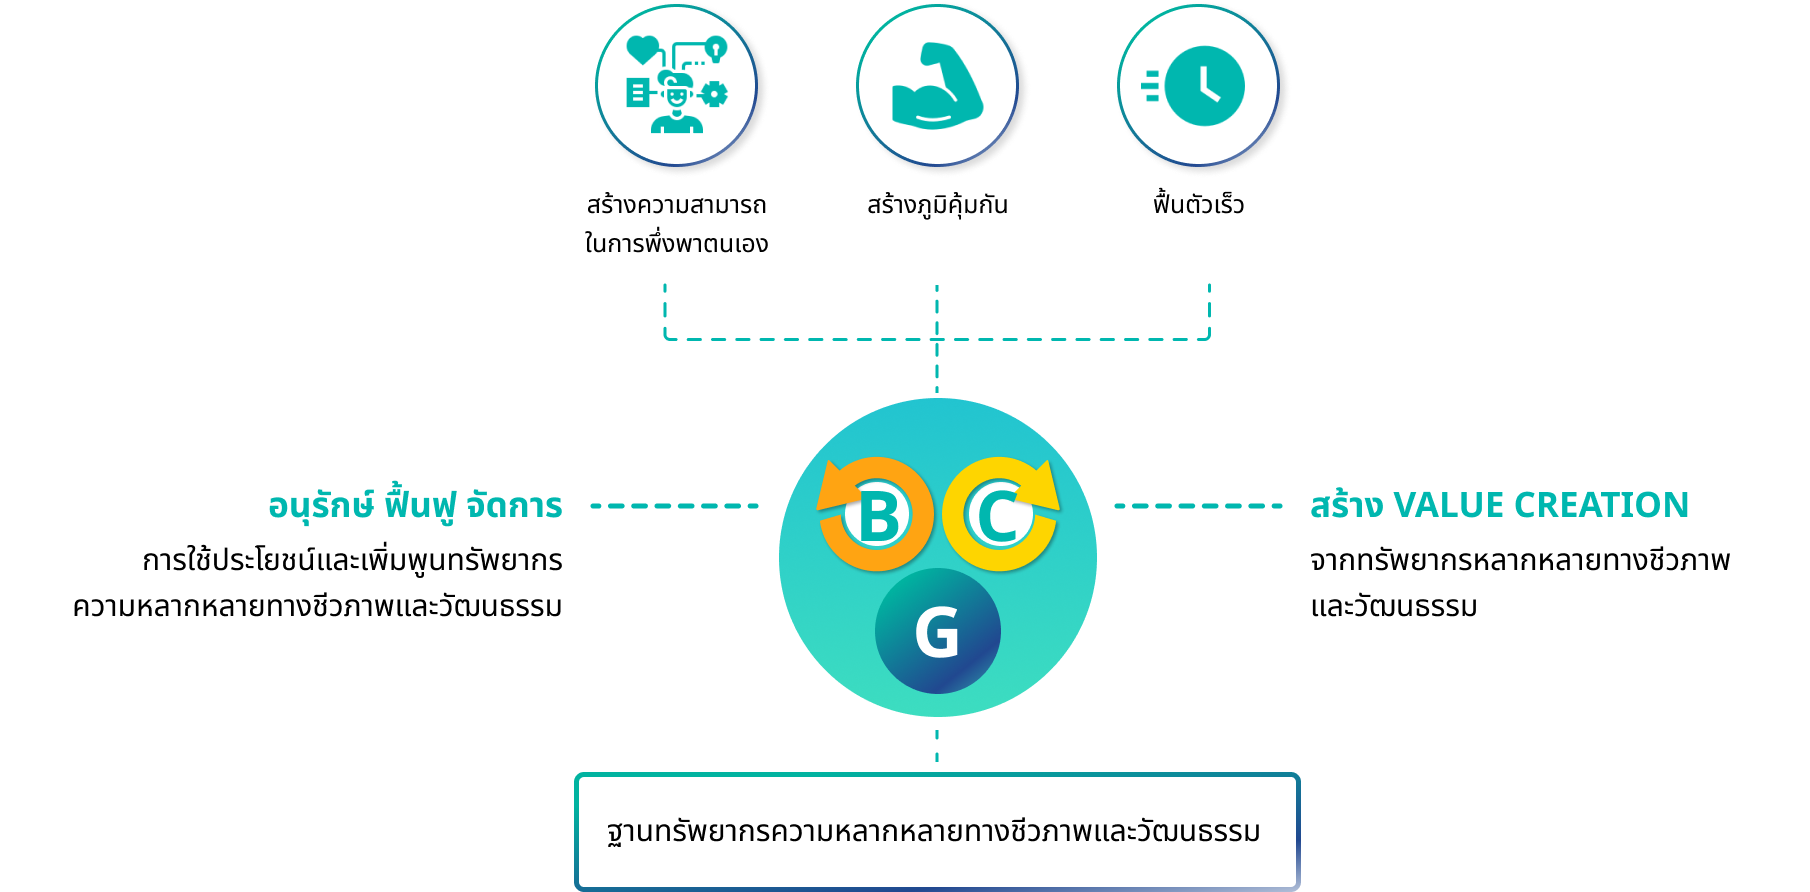 สร้างความสามารถ
ในการพึ่งพาตนเอง
สร้างภูมิคุ้มกัน
ฟื้นตัวเร็ว
อนุรักษ์ ฟื้นฟู จัดการ
การใช้ประโยชน์และเพิ่มพูนทรัพยากร
ความหลากหลายทางชีวภาพและวัฒนธรรม
B
C
G
สร้าง VALUE CREATION
จากทรัพยากรหลากหลายทางชีวภาพ
และวัฒนธรรม
ฐานทรัพยากรความหลากหลายทางชีวภาพและวัฒนธรรม